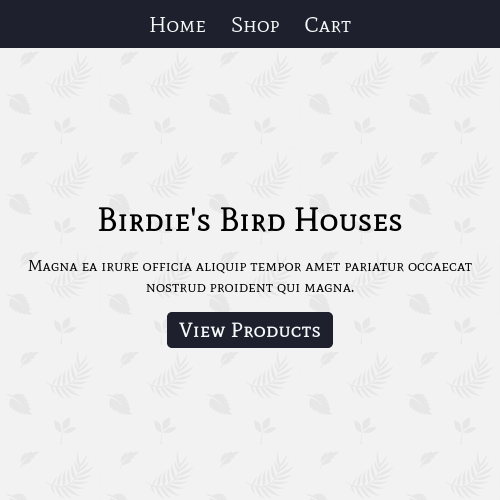 Home Shop Cart
Birdie's Bird Houses
Magna ea irure officia aliquip tempor amet pariatur occaecat
nostrud proident qui magna.
View Products